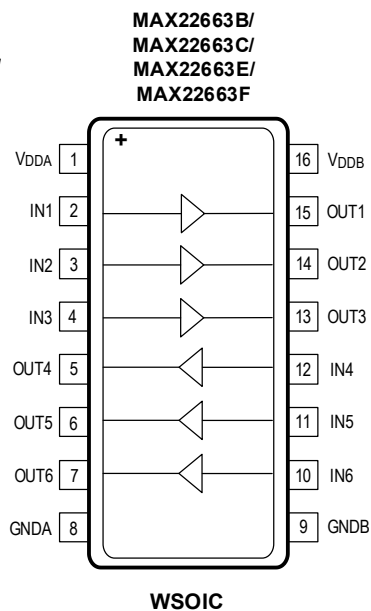 MAX22663B/
MAX22663C/
MAX22663E/
MAX22663F
+
VDDA 1 16 VDDB
IN1 2 15 OUT1
IN2 3 14 OUT2
IN3 4 13 OUT3
OUT4 5 12 IN4
OUT5 6 11 IN5
OUT6 7 10 IN6
GNDA 8 9 GNDB
WSOIC